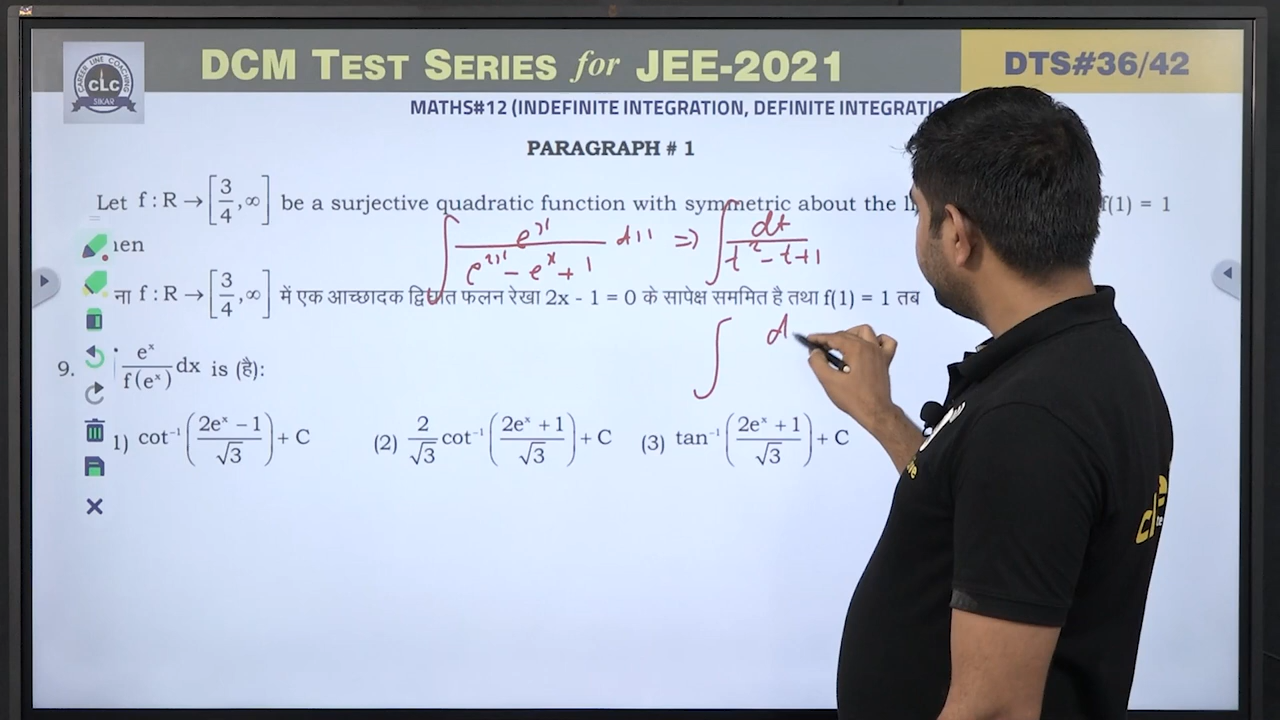 DCM TEST SERIES for JEE-2021
DTS#36/42
CAREER LINE COACHING
CLC
SIKAR
MATHS#12 (INDEFINITE INTEGRATION, DEFINITE
PARAGRAPH # 1
Let f : R → [3/4, ∞] be a surjective quadratic function with symmetric about the f(1) = 1
∫ e^x / (e^2x - e^x + 1) dx => ∫ dt / (t² - t + 1)
f : R → [3/4, ∞] में एक आच्छादक द्विघात फलन रेखा 2x - 1 = 0 के सापेक्ष सममित है तथा f(1) = 1 तब
∫ d
9. e^x / f(e^x) dx is (है):
1) cot⁻¹ ((2e^x − 1)/√3) + C (2) 2/√3 cot⁻¹ ((2e^x + 1)/√3) + C (3) tan⁻¹ ((2e^x + 1)/√3) + C